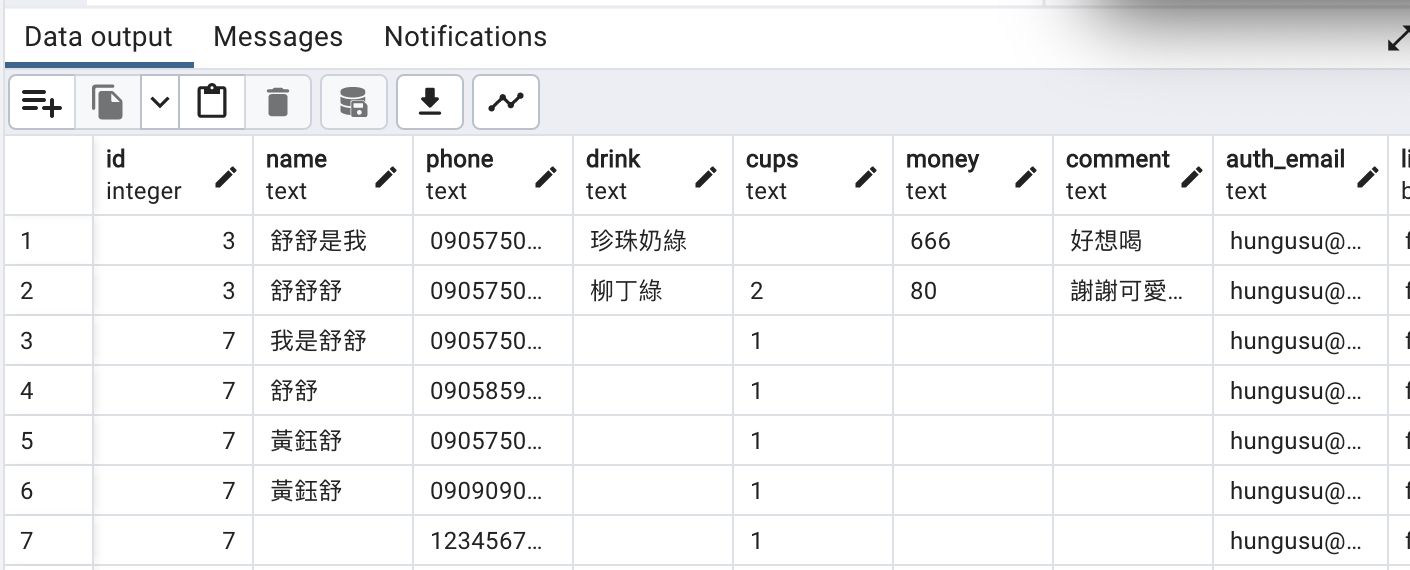 Data output Messages Notifications
id name phone drink cups money comment auth_email
integer text text text text text text text
1 3 舒舒是我 0905750... 珍珠奶綠 666 好想喝 hungusu@...
2 3 舒舒舒 0905750... 柳丁綠 2 80 謝謝可愛... hungusu@...
3 7 我是舒舒 0905750... 1 hungusu@...
4 7 舒舒 0905859... 1 hungusu@...
5 7 黃鈺舒 0905750... 1 hungusu@...
6 7 黃鈺舒 0909090... 1 hungusu@...
7 7 1234567... 1 hungusu@...